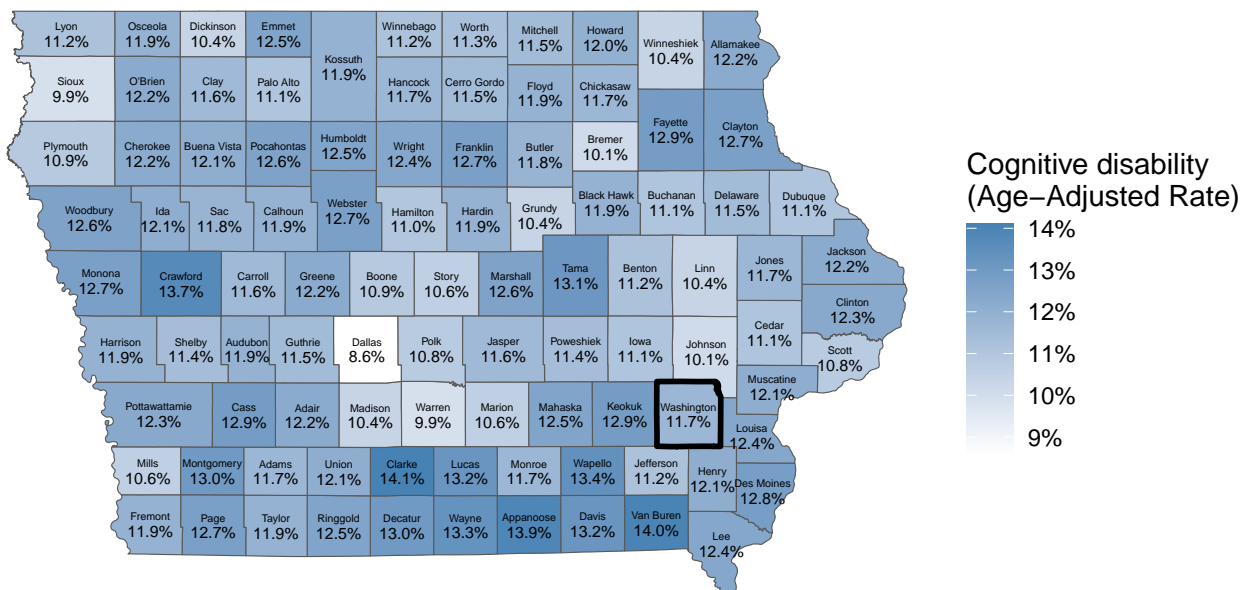 Lyon
11.2%
Osceola
11.9%
Dickinson
10.4%
Emmet
12.5%
Kossuth
11.9%
Winnebago
11.2%
Worth
11.3%
Mitchell
11.5%
Howard
12.0%
Winneshiek
10.4%
Allamakee
12.2%
Sioux
9.9%
O'Brien
12.2%
Clay
11.6%
Palo Alto
11.1%
Hancock
11.7%
Cerro Gordo
11.5%
Floyd
11.9%
Chickasaw
11.7%
Fayette
12.9%
Clayton
12.7%
Plymouth
10.9%
Cherokee
12.2%
Buena Vista
12.1%
Pocahontas
12.6%
Humboldt
12.5%
Wright
12.4%
Franklin
12.7%
Butler
11.8%
Bremer
10.1%
Woodbury
12.6%
Ida
12.1%
Sac
11.8%
Calhoun
11.9%
Webster
12.7%
Hamilton
11.0%
Hardin
11.9%
Grundy
10.4%
Black Hawk
11.9%
Buchanan
11.1%
Delaware
11.5%
Dubuque
11.1%
Monona
12.7%
Crawford
13.7%
Carroll
11.6%
Greene
12.2%
Boone
10.9%
Story
10.6%
Marshall
12.6%
Tama
13.1%
Benton
11.2%
Linn
10.4%
Jones
11.7%
Jackson
12.2%
Clinton
12.3%
Harrison
11.9%
Shelby
11.4%
Audubon
11.9%
Guthrie
11.5%
Dallas
8.6%
Polk
10.8%
Jasper
11.6%
Poweshiek
11.4%
Iowa
11.1%
Johnson
10.1%
Cedar
11.1%
Scott
10.8%
Muscatine
12.1%
Pottawattamie
12.3%
Cass
12.9%
Adair
12.2%
Madison
10.4%
Warren
9.9%
Marion
10.6%
Mahaska
12.5%
Keokuk
12.9%
Washington
11.7%
Louisa
12.4%
Mills
10.6%
Montgomery
13.0%
Adams
11.7%
Union
12.1%
Clarke
14.1%
Lucas
13.2%
Monroe
11.7%
Wapello
13.4%
Jefferson
11.2%
Henry
12.1%
Des Moines
12.8%
Fremont
11.9%
Page
12.7%
Taylor
11.9%
Ringgold
12.5%
Decatur
13.0%
Wayne
13.3%
Appanoose
13.9%
Davis
13.2%
Van Buren
14.0%
Lee
12.4%
Cognitive disability
(Age−Adjusted Rate)
14%
13%
12%
11%
10%
9%